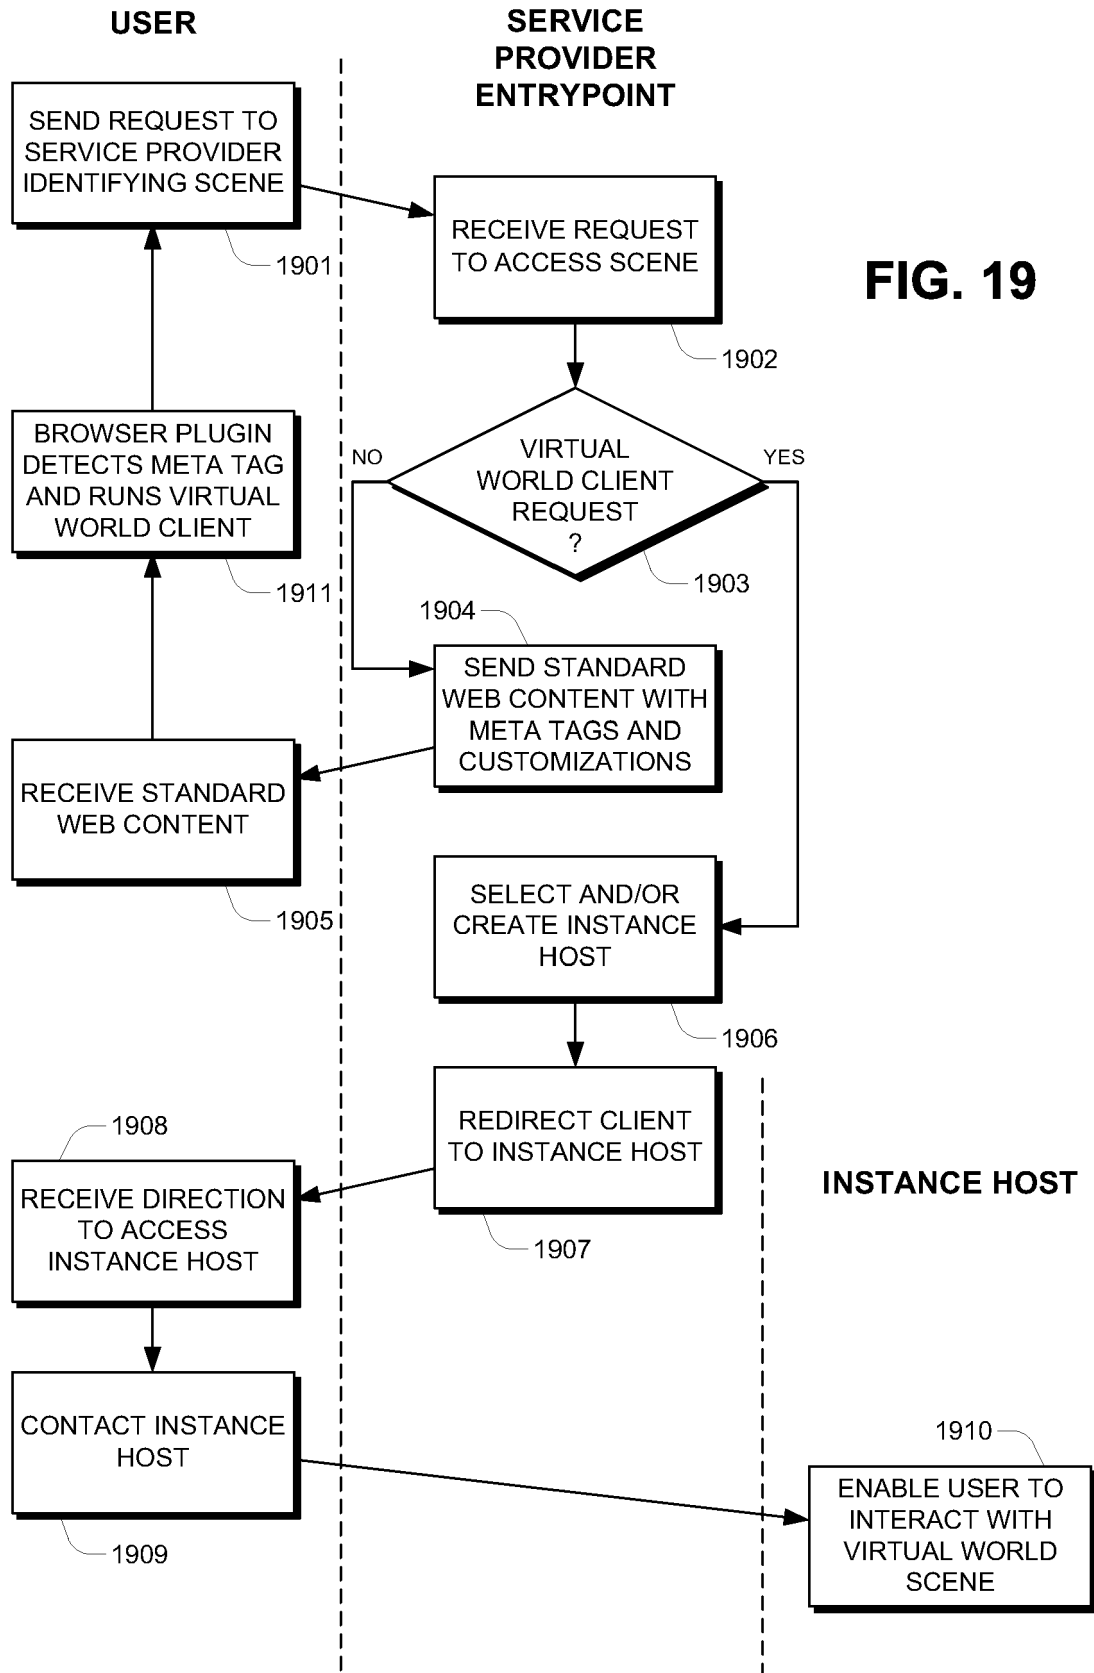 USER
SERVICE
PROVIDER
ENTRYPOINT
SEND REQUEST TO
SERVICE PROVIDER
IDENTIFYING SCENE
1901
RECEIVE REQUEST
TO ACCESS SCENE
1902
FIG. 19
BROWSER PLUGIN
DETECTS META TAG
AND RUNS VIRTUAL
WORLD CLIENT
1911
NO
VIRTUAL
WORLD CLIENT
REQUEST
?
YES
1903
1904
SEND STANDARD
WEB CONTENT WITH
META TAGS AND
CUSTOMIZATIONS
RECEIVE STANDARD
WEB CONTENT
1905
SELECT AND/OR
CREATE INSTANCE
HOST
1906
REDIRECT CLIENT
TO INSTANCE HOST
1907
1908
RECEIVE DIRECTION
TO ACCESS
INSTANCE HOST
INSTANCE HOST
CONTACT INSTANCE
HOST
1909
1910
ENABLE USER TO
INTERACT WITH
VIRTUAL WORLD
SCENE